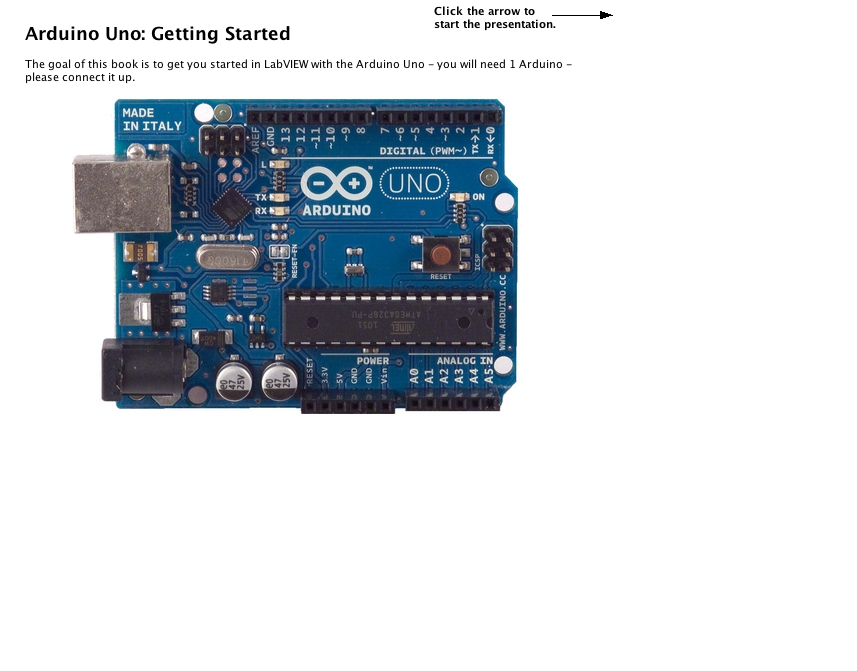 Click the arrow to
start the presentation.
Arduino Uno: Getting Started
The goal of this book is to get you started in LabVIEW with the Arduino Uno - you will need 1 Arduino -
please connect it up.
MADE
IN ITALY
AREF
GND
13
12
~11
~10
~9
8
7
~6
~5
4
~3
2
TX→1
RX←0
DIGITAL (PWM~)
L
TX
RX
ARDUINO
UNO
ON
RESET-EN
RESET
ICSP
WWW.ARDUINO.CC
ATMEL
ATMEGA328P-PU
1051
47
25V
47
25V
POWER
ANALOG IN
RESET
3.3V
5V
GND
GND
Vin
A0
A1
A2
A3
A4
A5